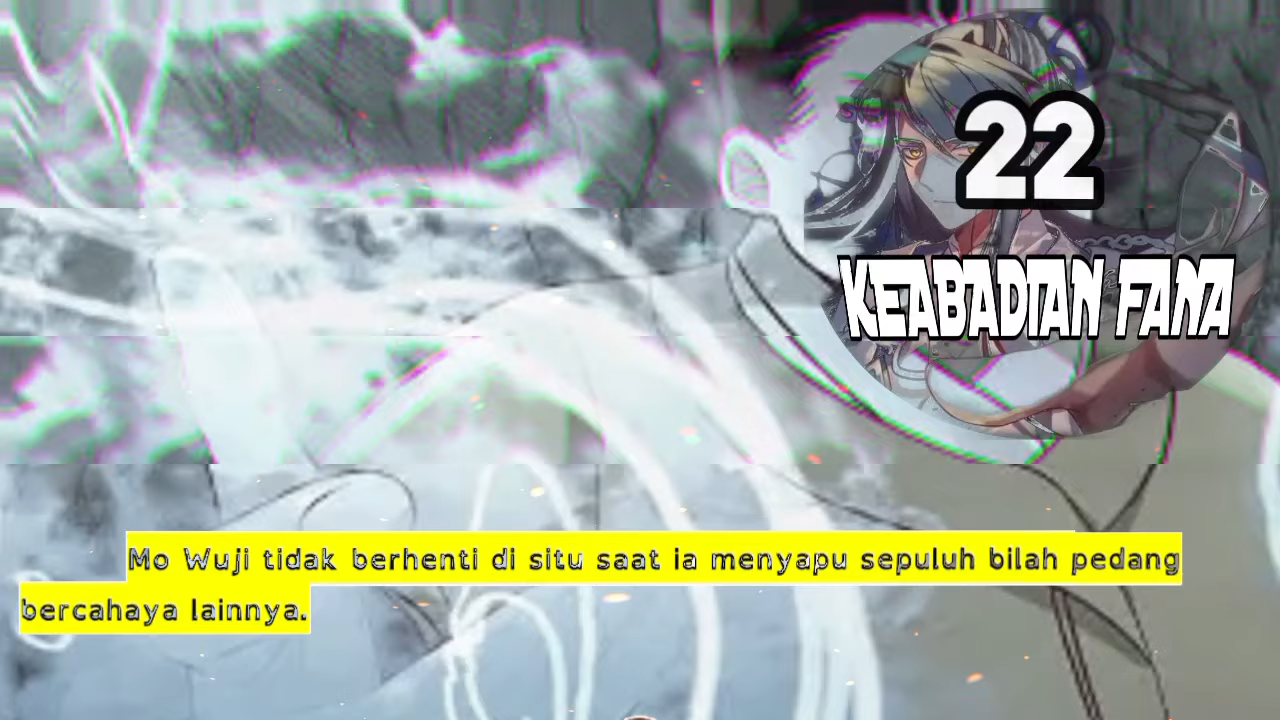 22
KEABADIAN FANA
Mo Wuji tidak berhenti di situ saat ia menyapu sepuluh bilah pedang
bercahaya lainnya.